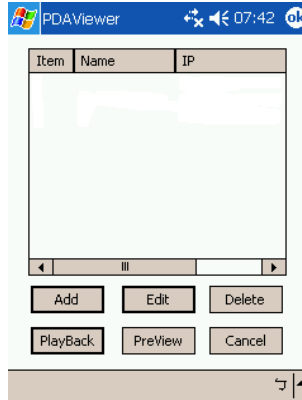 PDAViewer 07:42 ok
Item Name IP
Add Edit Delete
PlayBack PreView Cancel